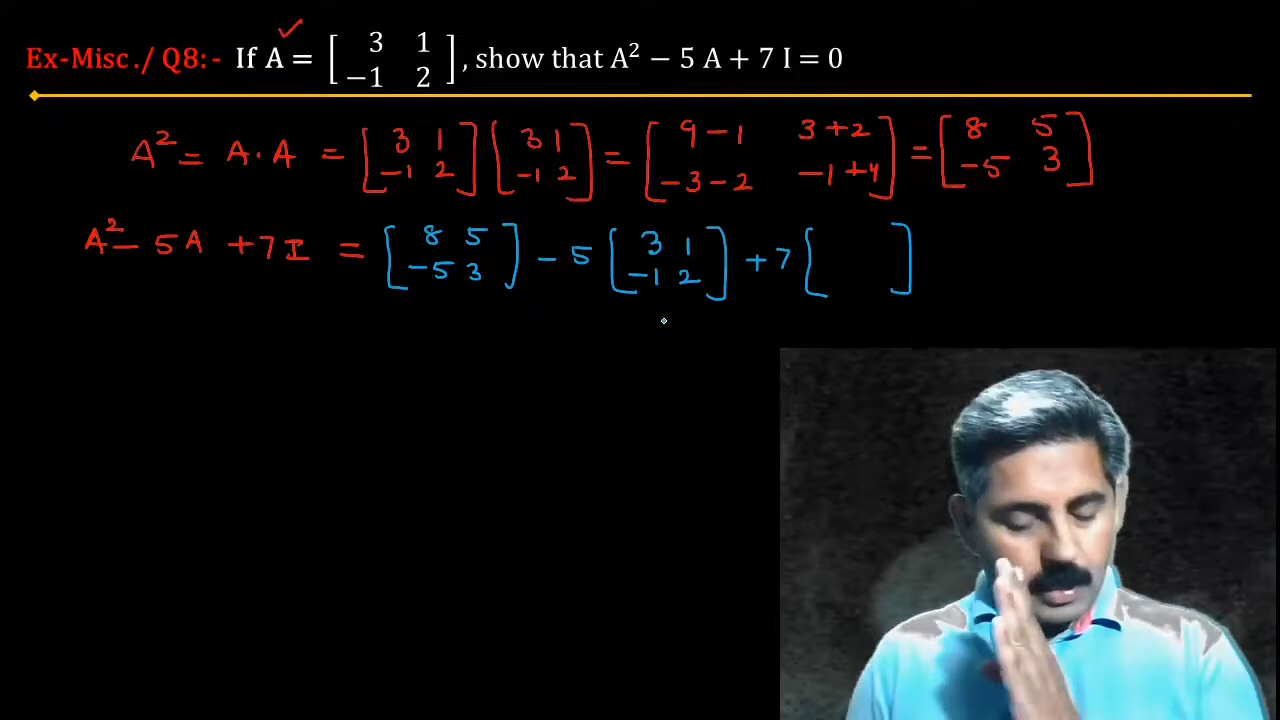 Ex-Misc./ Q8:- If A = [ 3 1 ; −1 2 ], show that A² − 5 A + 7 I = 0
A² = A · A = [ 3 1 ; -1 2 ] [ 3 1 ; -1 2 ] = [ 9-1 3+2 ; -3-2 -1+4 ] = [ 8 5 ; -5 3 ]
A² - 5A + 7I = [ 8 5 ; -5 3 ] - 5 [ 3 1 ; -1 2 ] + 7 [ ]